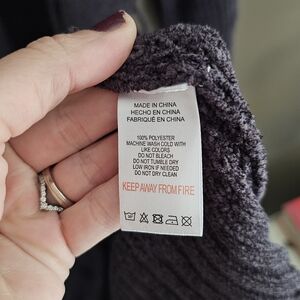 MADE IN CHINA
HECHO EN CHINA
FABRIQUÉ EN CHINA
100% POLYESTER
MACHINE WASH COLD WITH
LIKE COLORS
DO NOT BLEACH
DO NOT TUMBLE DRY
LOW IRON IF NEEDED
DO NOT DRY CLEAN
KEEP AWAY FROM FIRE